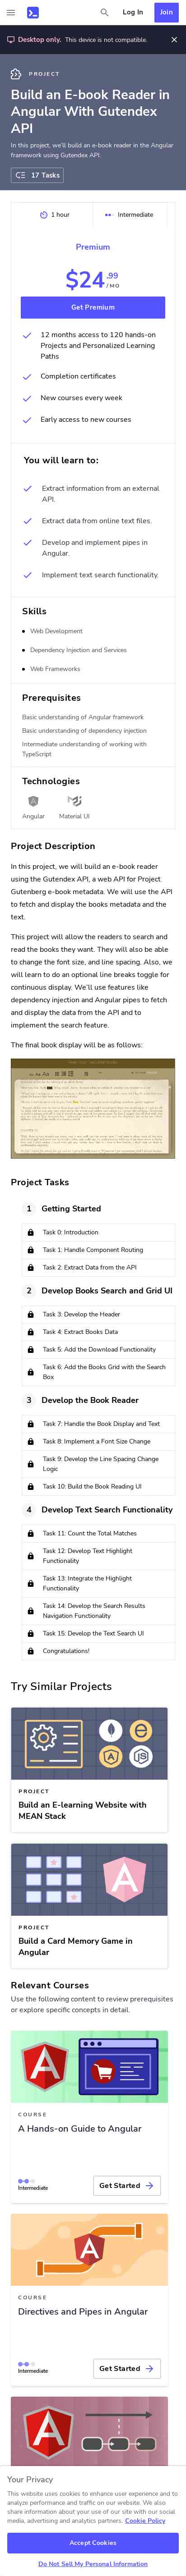 Log In
Join
Desktop only. This device is not compatible.
PROJECT
Build an E-book Reader in
Angular With Gutendex
API
In this project, we'll build an e-book reader in the Angular
framework using Gutendex API.
17 Tasks
1 hour
Intermediate
Premium
$24.99
/MO
Get Premium
12 months access to 120 hands-on
Projects and Personalized Learning
Paths
Completion certificates
New courses every week
Early access to new courses
You will learn to:
Extract information from an external
API.
Extract data from online text files.
Develop and implement pipes in
Angular.
Implement text search functionality.
Skills
Web Development
Dependency Injection and Services
Web Frameworks
Prerequisites
Basic understanding of Angular framework
Basic understanding of dependency injection
Intermediate understanding of working with
TypeScript
Technologies
Angular
Material UI
Project Description
In this project, we will build an e-book reader
using the Gutendex API, a web API for Project
Gutenberg e-book metadata. We will use the API
to fetch and display the books metadata and the
text.
This project will allow the readers to search and
read the books they want. They will also be able
to change the font, size, and line spacing. Also, we
will look to do an optional line breaks toggle for
continuous display. We'll use features like
dependency injection and Angular pipes to fetch
and display the data from the API and to
implement the search feature.
The final book display will be as follows:
Project Tasks
1 Getting Started
Task 0: Introduction
Task 1: Handle Component Routing
Task 2: Extract Data from the API
2 Develop Books Search and Grid UI
Task 3: Develop the Header
Task 4: Extract Books Data
Task 5: Add the Download Functionality
Task 6: Add the Books Grid with the Search
Box
3 Develop the Book Reader
Task 7: Handle the Book Display and Text
Task 8: Implement a Font Size Change
Task 9: Develop the Line Spacing Change
Logic
Task 10: Build the Book Reading UI
4 Develop Text Search Functionality
Task 11: Count the Total Matches
Task 12: Develop Text Highlight
Functionality
Task 13: Integrate the Highlight
Functionality
Task 14: Develop the Search Results
Navigation Functionality
Task 15: Develop the Text Search UI
Congratulations!
Try Similar Projects
PROJECT
Build an E-learning Website with
MEAN Stack
PROJECT
Build a Card Memory Game in
Angular
Relevant Courses
Use the following content to review prerequisites
or explore specific concepts in detail.
COURSE
A Hands-on Guide to Angular
Intermediate
Get Started
COURSE
Directives and Pipes in Angular
Intermediate
Get Started
Your Privacy
This website uses cookies to enhance user experience and to
analyze performance and traffic on our website. We also
share information about your use of our site with our social
media, advertising and analytics partners. Cookie Policy
Accept Cookies
Do Not Sell My Personal Information